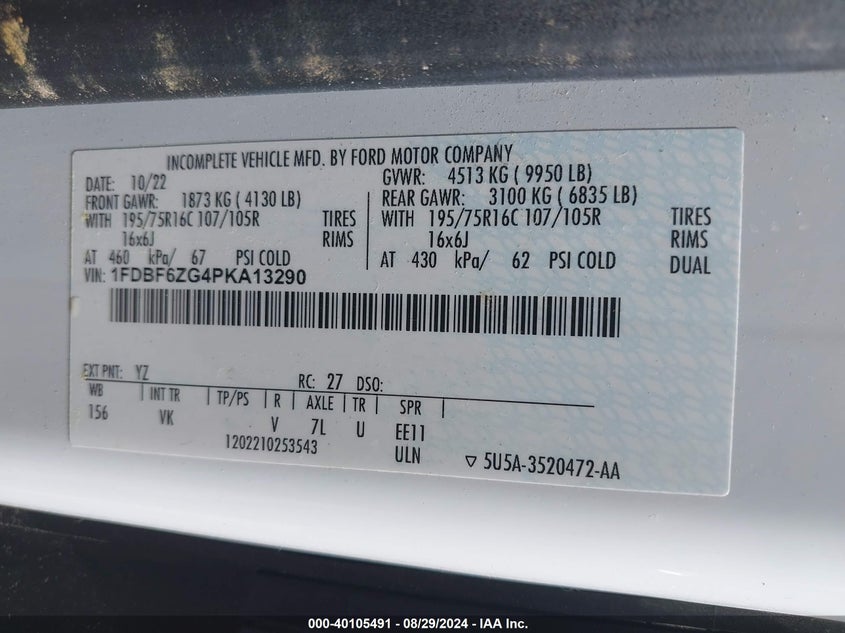 INCOMPLETE VEHICLE MFD. BY FORD MOTOR COMPANY
DATE: 10/22 GVWR: 4513 KG ( 9950 LB)
FRONT GAWR: 1873 KG ( 4130 LB) REAR GAWR: 3100 KG ( 6835 LB)
WITH 195/75R16C 107/105R TIRES WITH 195/75R16C 107/105R TIRES
16x6J RIMS 16x6J RIMS
AT 460 kPa/ 67 PSI COLD AT 430 kPa/ 62 PSI COLD DUAL
VIN: 1FDBF6ZG4PKA13290
EXT PNT: YZ RC: 27 DSO:
WB INT TR TP/PS R AXLE TR SPR
156 VK V 7L U EE11
1202210253543 ULN ▽ 5U5A-3520472-AA
000-40105491 - 08/29/2024 - IAA Inc.